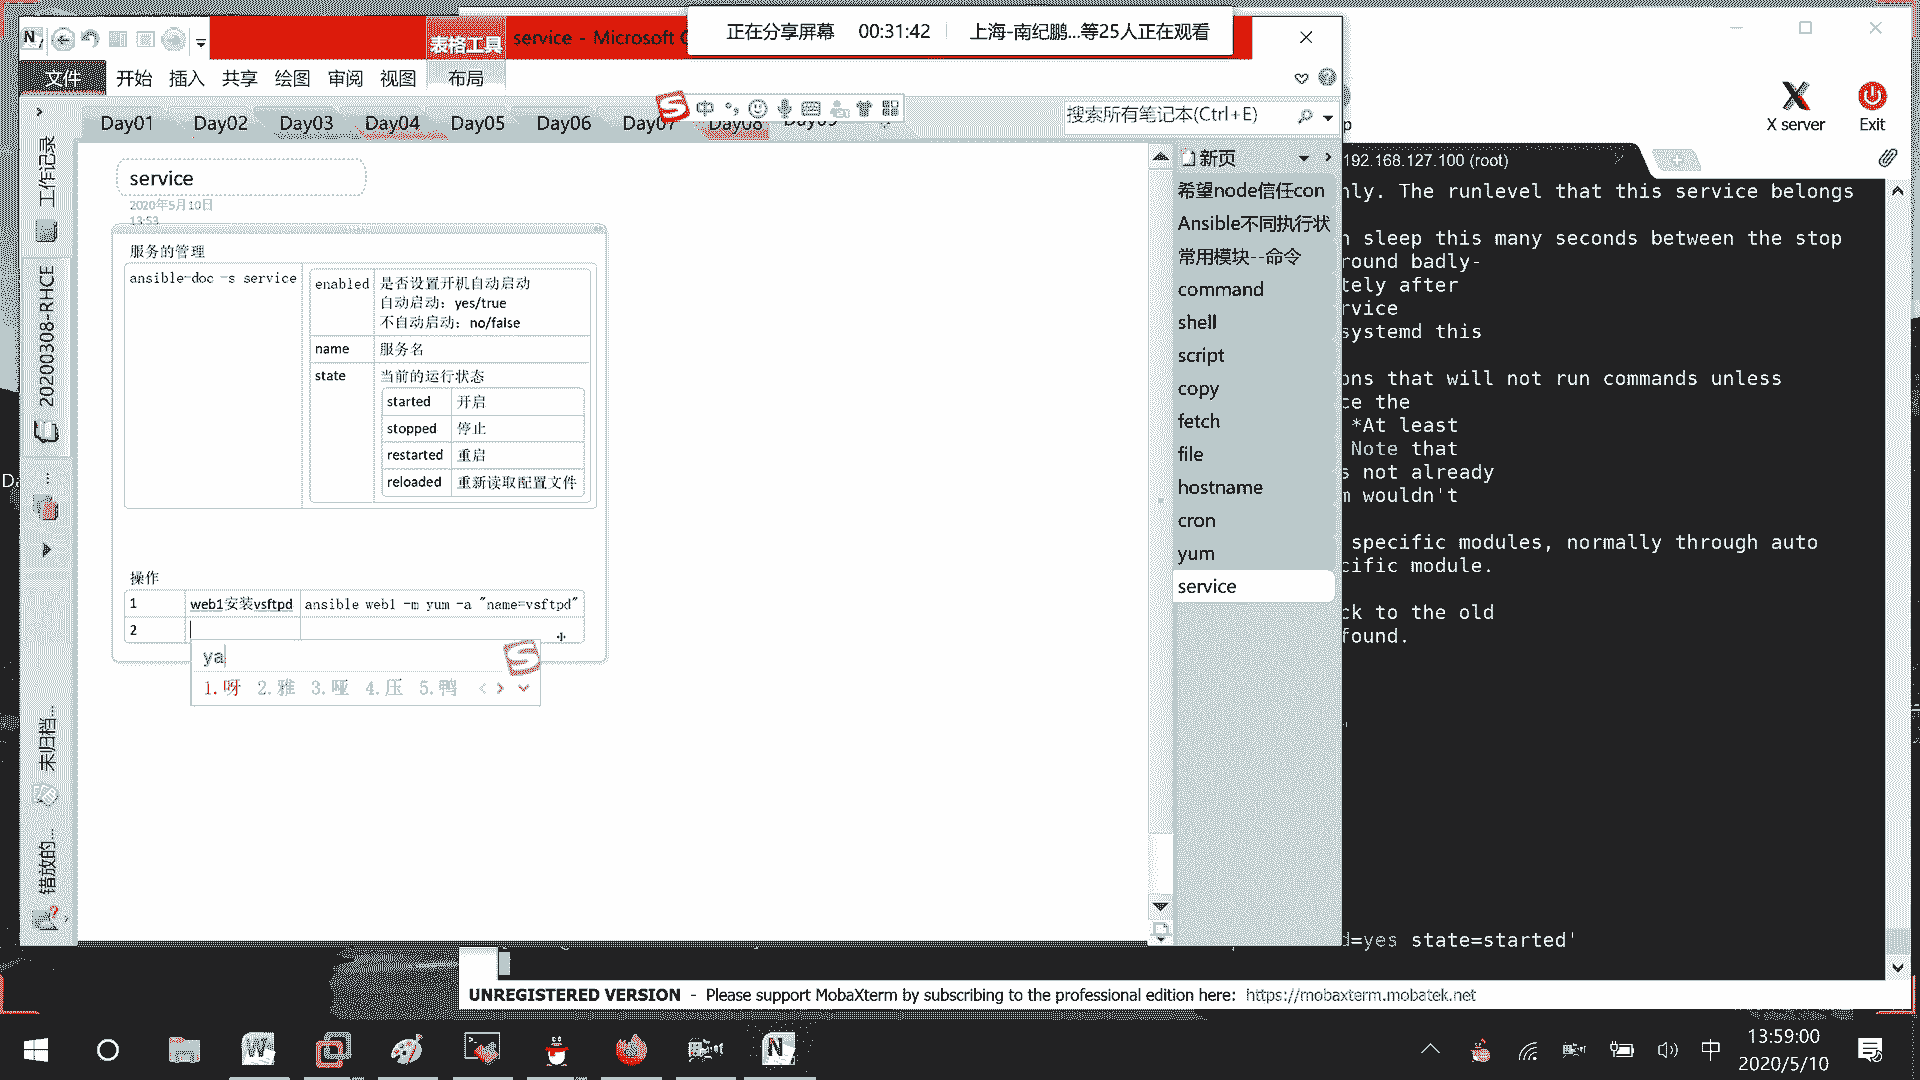 表格工具
service - Microsoft
正在分享屏幕 00:31:42 上海-南纪鹏...等25人正在观看
文件 开始 插入 共享 绘图 审阅 视图 布局
中
X server Exit
Day01 Day02 Day03 Day04 Day05 Day06 Day07 Day08
搜索所有笔记本(Ctrl+E)
工作记录
20200308-RHCE
未归档...
错放的...
service
2020年5月10日
13:53
服务的管理
ansible-doc -s service
enabled 是否设置开机自动启动
自动启动：yes/true
不自动启动：no/false
name 服务名
state 当前的运行状态
started 开启
stopped 停止
restarted 重启
reloaded 重新读取配置文件
操作
1 web1安装vsftpd ansible web1 -m yum -a "name=vsftpd"
2
ya
1.呀 2.雅 3.哑 4.压 5.鸭
新页
希望node信任con
Ansible不同执行状
常用模块--命令
command
shell
script
copy
fetch
file
hostname
cron
yum
service
192.168.127.100 (root)
nly. The runlevel that this service belongs
sleep this many seconds between the stop
round badly-
tely after
rvice
systemd this
ons that will not run commands unless
ce the
*At least
Note that
s not already
m wouldn't
specific modules, normally through auto
cific module.
ck to the old
found.
d=yes state=started'
UNREGISTERED VERSION - Please support MobaXterm by subscribing to the professional edition here: https://mobaxterm.mobatek.net
中
13:59:00
2020/5/10